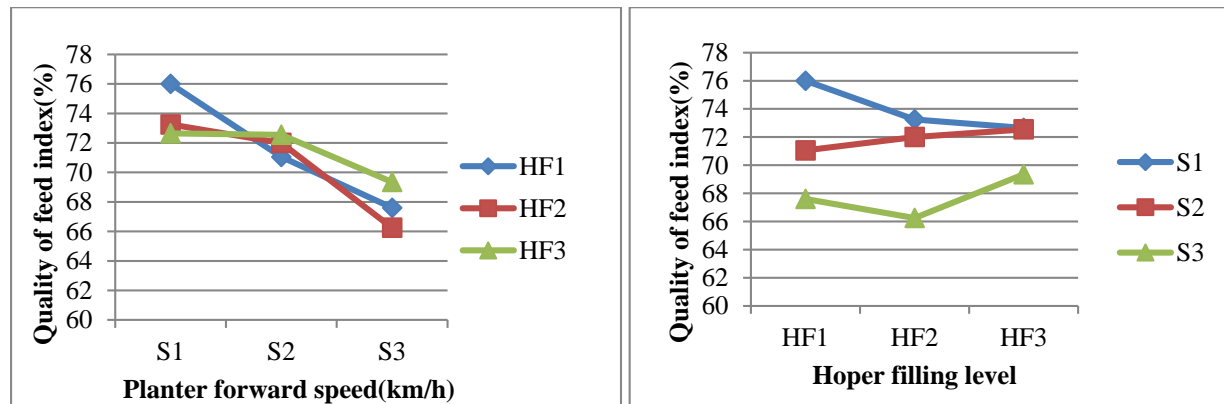 Quality of feed index(%)
78
76
74
72
70
68
66
64
62
60
S1 S2 S3
Planter forward speed(km/h)
HF1
HF2
HF3
Quality of feed index(%)
78
76
74
72
70
68
66
64
62
60
HF1 HF2 HF3
Hoper filling level
S1
S2
S3